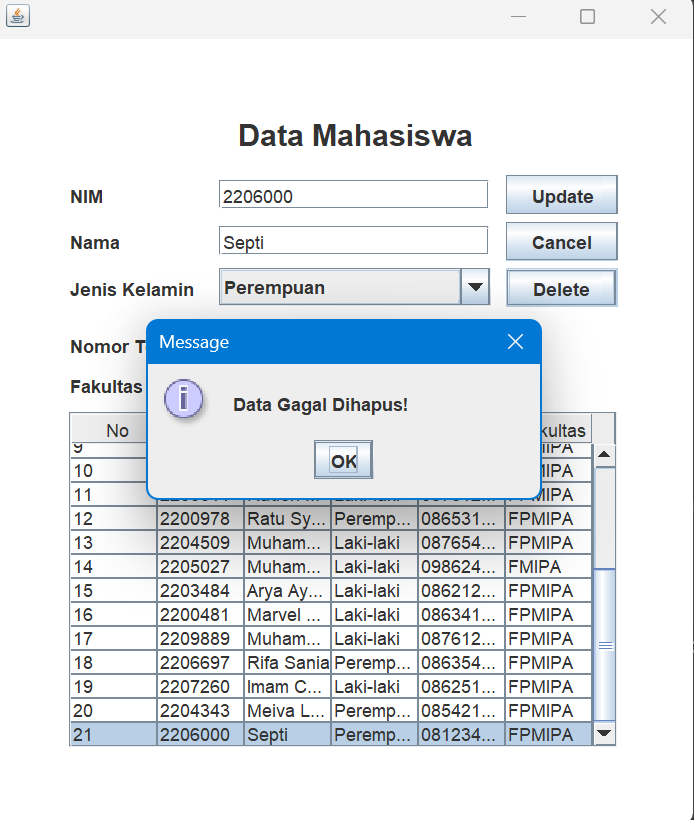 Data Mahasiswa
NIM 2206000 Update
Nama Septi Cancel
Jenis Kelamin Perempuan Delete
Nomor T
Message
Fakultas
i
Data Gagal Dihapus!
OK
No kultas
9 FPMIPA
10 FPMIPA
11 FPMIPA
12 2200978 Ratu Sy... Peremp... 086531... FPMIPA
13 2204509 Muham... Laki-laki 087654... FPMIPA
14 2205027 Muham... Laki-laki 098624... FMIPA
15 2203484 Arya Ay... Laki-laki 086212... FPMIPA
16 2200481 Marvel ... Laki-laki 086341... FPMIPA
17 2209889 Muham... Laki-laki 087612... FPMIPA
18 2206697 Rifa Sania Peremp... 086354... FPMIPA
19 2207260 Imam C... Laki-laki 086251... FPMIPA
20 2204343 Meiva L... Peremp... 085421... FPMIPA
21 2206000 Septi Peremp... 081234... FPMIPA